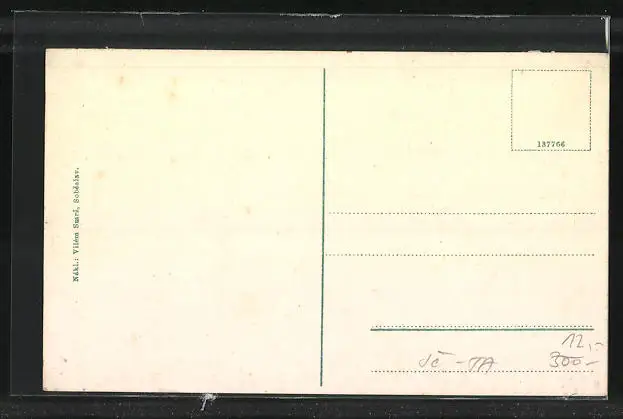 137766
Nákl.: Vilém Smrž, Soběslav.
12,-
JČ - TA 300-